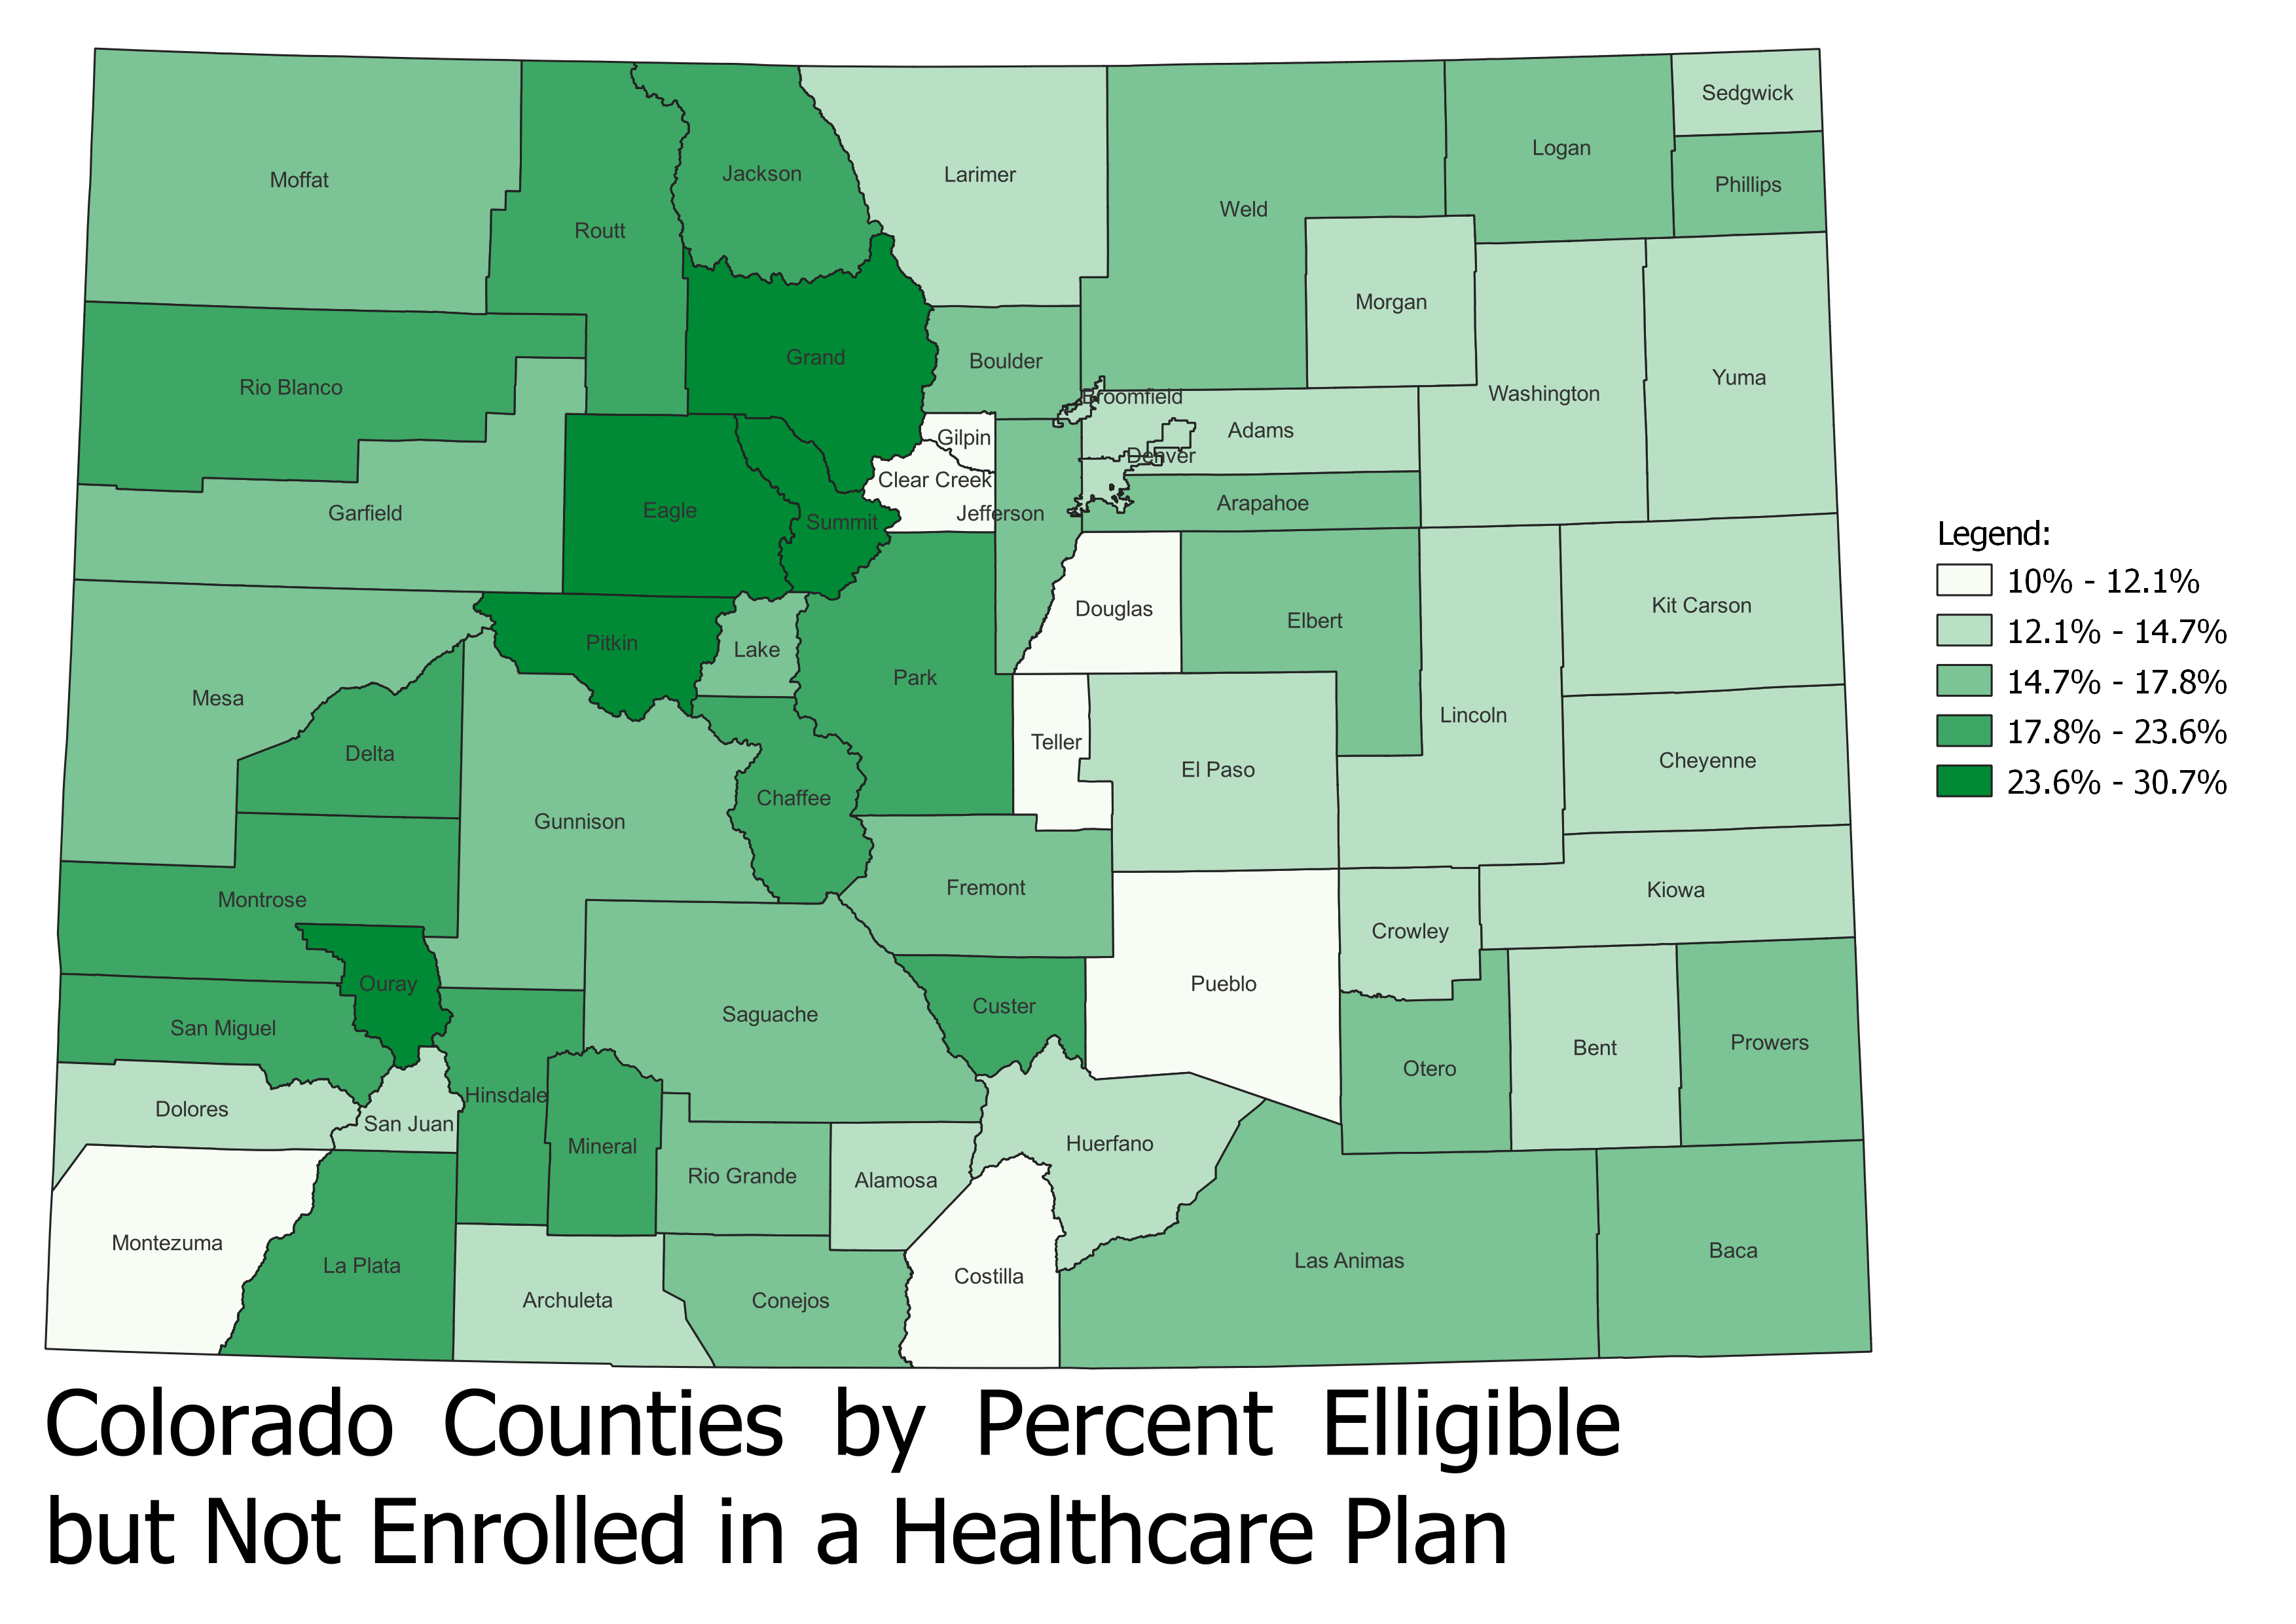 Sedgwick
Logan
Jackson
Larimer
Moffat
Phillips
Weld
Routt
Morgan
Grand
Boulder
Yuma
Rio Blanco
Washington
Broomfield
Adams
Gilpin
Denver
Clear Creek
Arapahoe
Eagle
Garfield
Jefferson
Summit
Douglas
Kit Carson
Elbert
Pitkin
Lake
Park
Mesa
Lincoln
Teller
Delta
Cheyenne
El Paso
Chaffee
Gunnison
Fremont
Kiowa
Montrose
Crowley
Ouray
Pueblo
Custer
Saguache
San Miguel
Prowers
Bent
Otero
Hinsdale
Dolores
San Juan
Huerfano
Mineral
Rio Grande
Alamosa
Montezuma
Baca
Las Animas
La Plata
Costilla
Archuleta
Conejos
Legend:
10% - 12.1%
12.1% - 14.7%
14.7% - 17.8%
17.8% - 23.6%
23.6% - 30.7%
Colorado Counties by Percent Elligible
but Not Enrolled in a Healthcare Plan